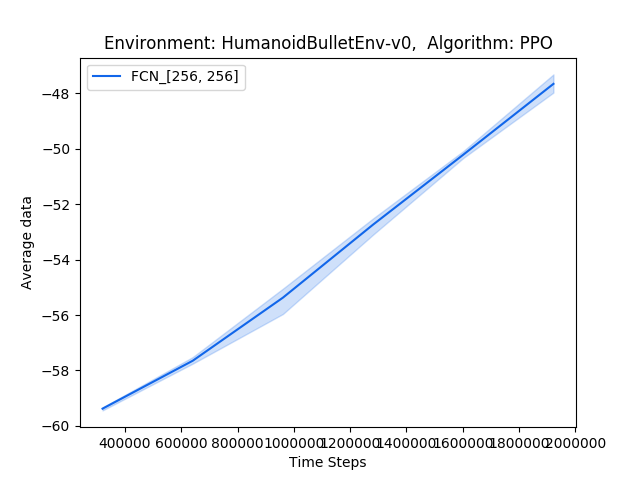 Environment: HumanoidBulletEnv-v0,  Algorithm: PPO
FCN_[256, 256]
−48
−50
−52
−54
−56
−58
−60
Average data
400000 600000 800000 1000000 1200000 1400000 1600000 1800000 2000000
Time Steps